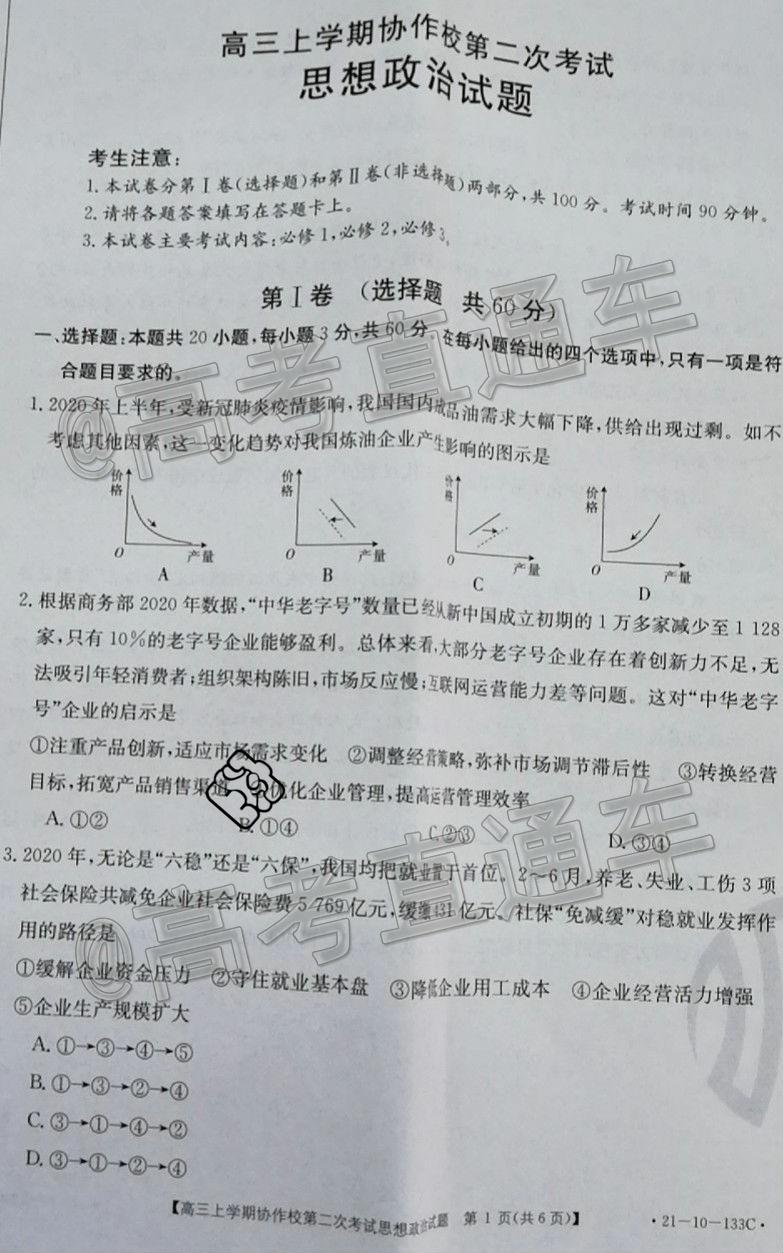 高三上学期协作校第二次考试
思想政治试题
考生注意:
1.本试卷分第Ⅰ卷(选择题)和第Ⅱ卷(非选择题)两部分,共100分。考试时间90分钟。
2.请将各题答案填写在答题卡上。
3.本试卷主要考试内容:必修1,必修2,必修3。
第Ⅰ卷 (选择题 共60分)
一、选择题:本题共20小题,每小题3分,共60分。在每小题给出的四个选项中,只有一项是符
合题目要求的。
1.2020年上半年,受新冠肺炎疫情影响,我国国内成品油需求大幅下降,供给出现过剩。如不
考虑其他因素,这一变化趋势对我国炼油企业产生影响的图示是
价格 O 产量 A
价格 O 产量 B
价格 O 产量 C
价格 O 产量 D
2.根据商务部2020年数据,“中华老字号”数量已经从新中国成立初期的1万多家减少至1 128
家,只有10%的老字号企业能够盈利。总体来看,大部分老字号企业存在着创新力不足,无
法吸引年轻消费者;组织架构陈旧,市场反应慢;互联网运营能力差等问题。这对“中华老字
号”企业的启示是
①注重产品创新,适应市场需求变化 ②调整经营策略,弥补市场调节滞后性 ③转换经营
目标,拓宽产品销售渠道 优化企业管理,提高运营管理效率
A.①② B.①④ C.②③ D.③④
3.2020年,无论是“六稳”还是“六保”,我国均把就业置于首位。2~6月,养老、失业、工伤3项
社会保险共减免企业社会保险费5 769亿元,缓缴431亿元、社保“免减缓”对稳就业发挥作
用的路径是
①缓解企业资金压力 ②守住就业基本盘 ③降低企业用工成本 ④企业经营活力增强
⑤企业生产规模扩大
A.①→③→④→⑤
B.①→③→②→④
C.③→①→④→②
D.③→①→②→④
【高三上学期协作校第二次考试思想政治试题 第1页(共6页)】
·21-10-133C·
@高考直通车
@高考直通车